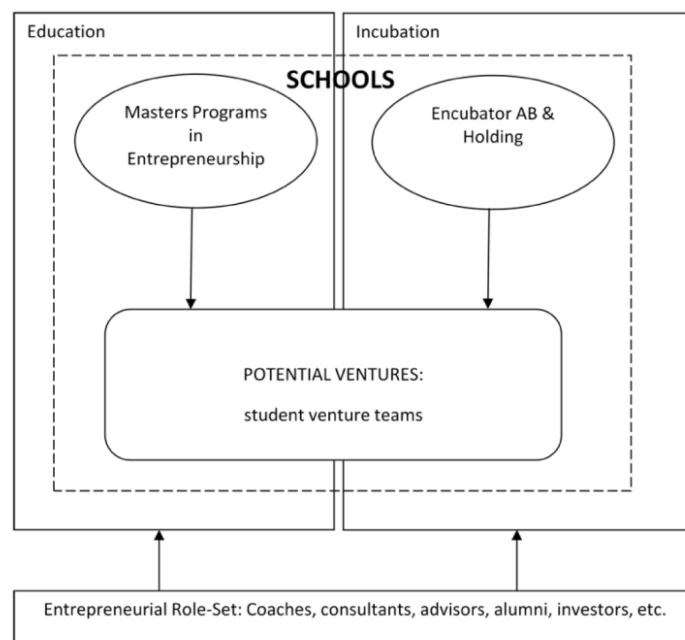 Education
Incubation
SCHOOLS
Masters Programs
in
Entrepreneurship
Encubator AB &
Holding
POTENTIAL VENTURES:
student venture teams
Entrepreneurial Role-Set: Coaches, consultants, advisors, alumni, investors, etc.